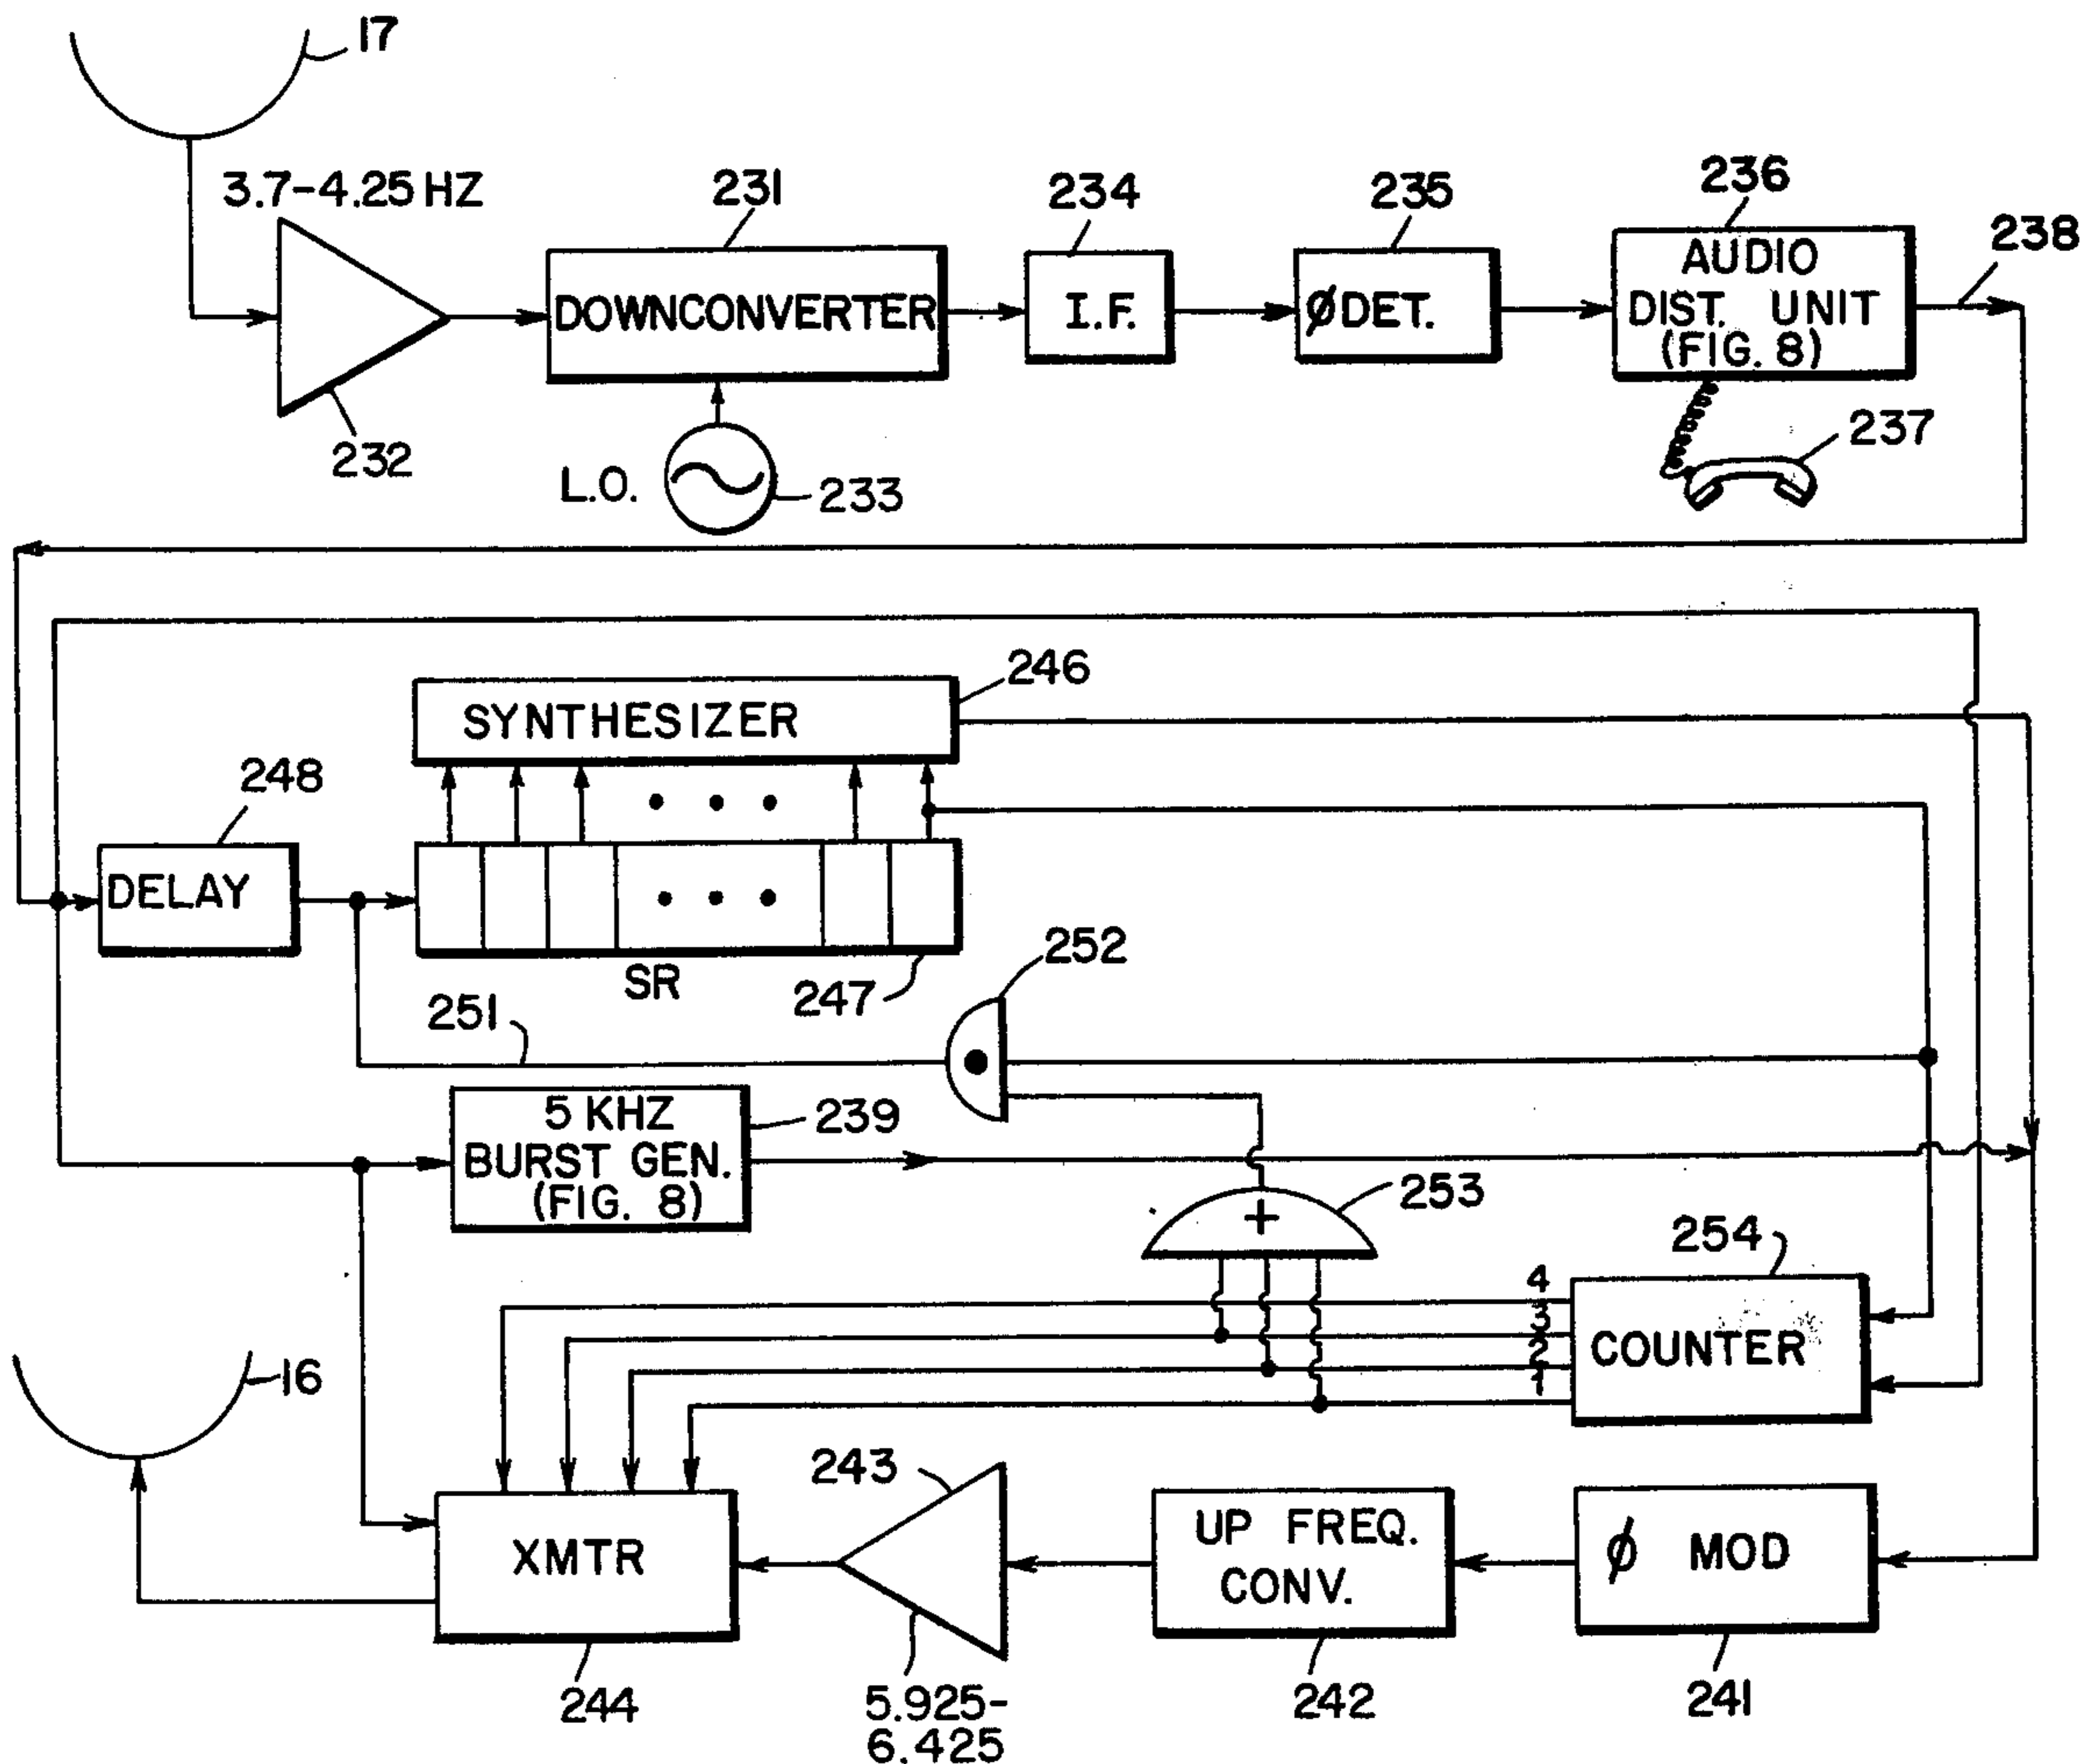 17
3.7-4.25 HZ
231
234
235
236
238
DOWNCONVERTER
I.F.
Ø DET.
AUDIO
DIST. UNIT
(FIG. 8)
232
L.O.
233
237
246
SYNTHESIZER
248
DELAY
SR
247
252
251
5 KHZ
BURST GEN.
(FIG. 8)
239
+
253
254
4
3
2
1
COUNTER
16
243
XMTR
UP FREQ.
CONV.
ϕ MOD
244
5.925-
6.425
242
241